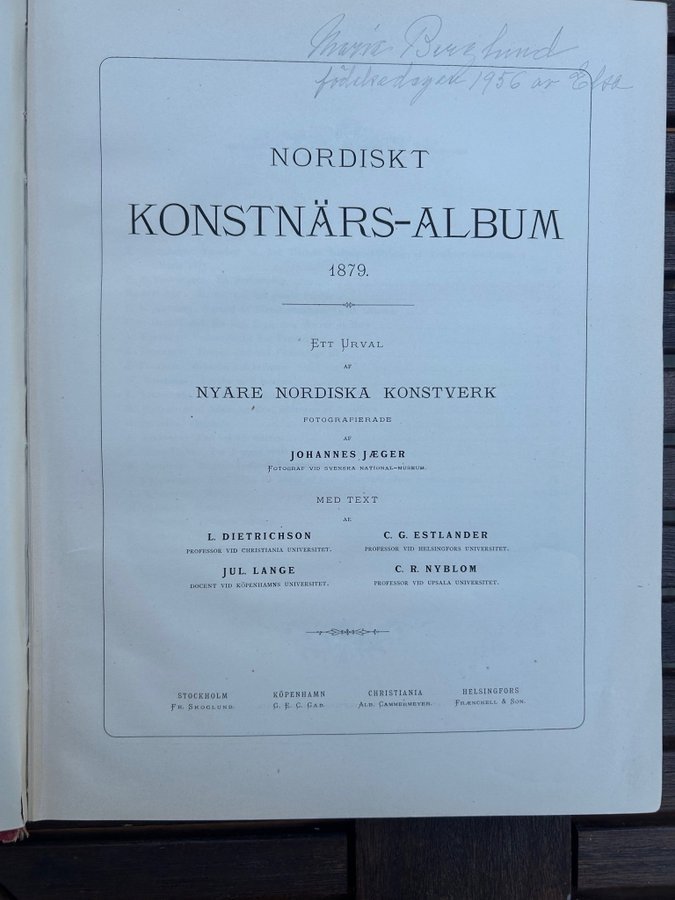 Maria Berglund
födelsedagen 1956 av Elsa
NORDISKT
KONSTNÄRS-ALBUM
1879.
ETT URVAL
AF
NYARE NORDISKA KONSTVERK
FOTOGRAFIERADE
AF
JOHANNES JÆGER
FOTOGRAF VID SVENSKA NATIONAL-MUSEUM.
MED TEXT
AF
L. DIETRICHSON
PROFESSOR VID CHRISTIANIA UNIVERSITET.
C. G. ESTLANDER
PROFESSOR VID HELSINGFORS UNIVERSITET.
JUL. LANGE
DOCENT VID KÖPENHAMNS UNIVERSITET.
C. R. NYBLOM
PROFESSOR VID UPSALA UNIVERSITET.
STOCKHOLM
FR. SKOGLUND.
KÖPENHAMN
G. E. C. GAD.
CHRISTIANIA
ALB. CAMMERMEYER.
HELSINGFORS
FRÆNCKELL & SON.